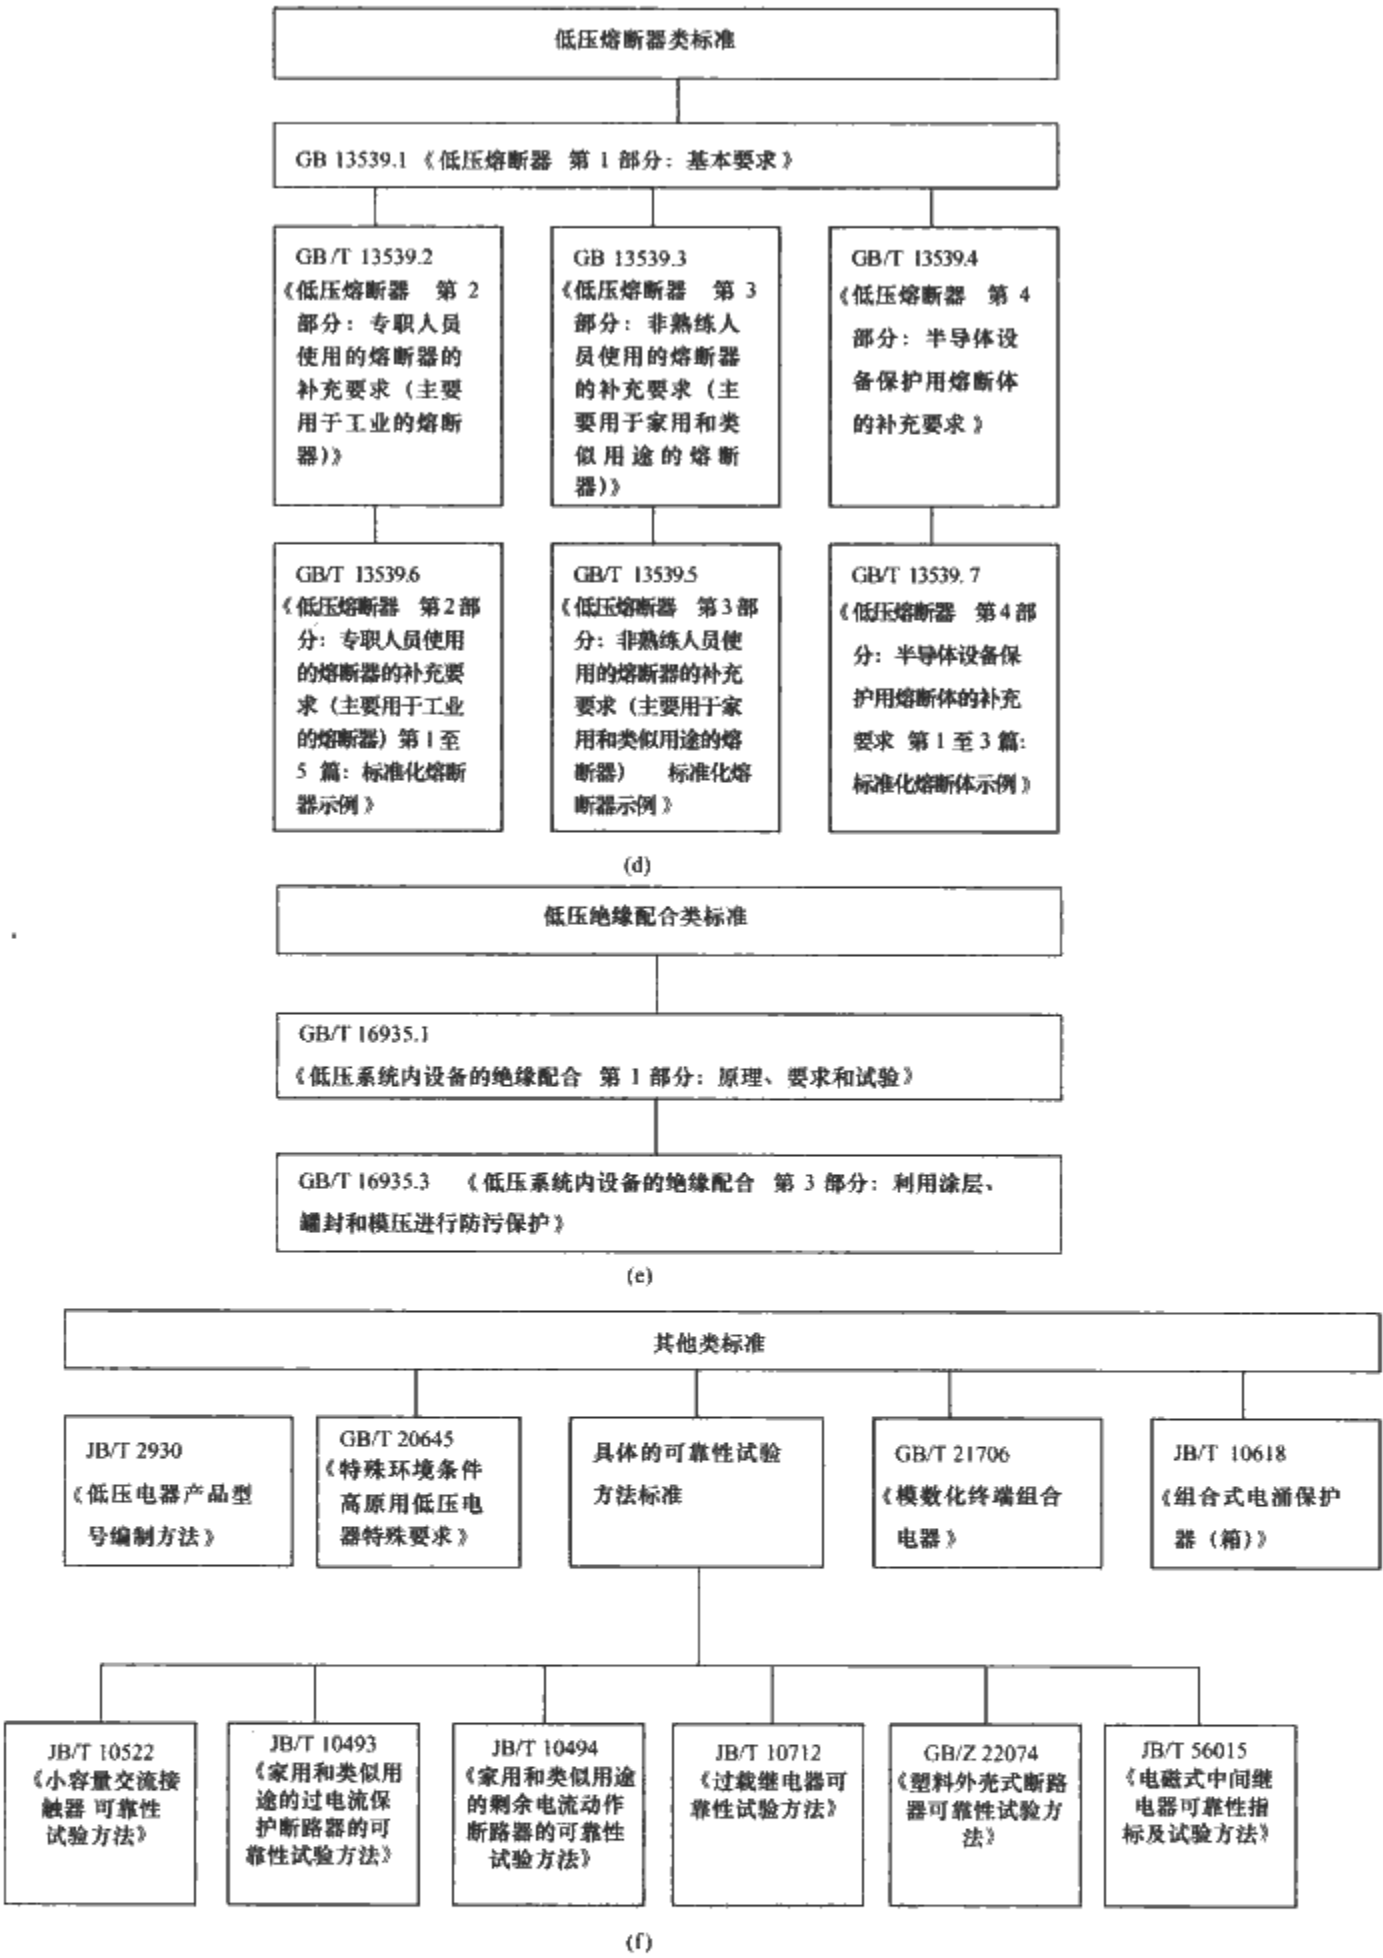 低压熔断器类标准
GB 13539.1《低压熔断器 第 1 部分：基本要求》
GB/T 13539.2
《低压熔断器 第 2
部分：专职人员
使用的熔断器的
补充要求（主要
用于工业的熔断
器)》
GB 13539.3
《低压熔断器 第 3
部分：非熟练人
员使用的熔断器
的补充要求（主
要用于家用和类
似用途的熔断
器)》
GB/T 13539.4
《低压熔断器 第 4
部分：半导体设
备保护用熔断体
的补充要求》
GB/T 13539.6
《低压熔断器 第2部
分：专职人员使用
的熔断器的补充要
求（主要用于工业
的熔断器）第 1 至
5 篇：标准化熔断
器示例》
GB/T 13539.5
《低压熔断器 第3部
分：非熟练人员使
用的熔断器的补充
要求（主要用于家
用和类似用途的熔
断器） 标准化熔
断器示例》
GB/T 13539.7
《低压熔断器 第4部
分：半导体设备保
护用熔断体的补充
要求 第 1 至 3 篇：
标准化熔断体示例》
(d)
低压绝缘配合类标准
GB/T 16935.1
《低压系统内设备的绝缘配合 第 1 部分：原理、要求和试验》
GB/T 16935.3 《低压系统内设备的绝缘配合 第 3 部分：利用涂层、
罐封和模压进行防污保护》
(e)
其他类标准
JB/T 2930
《低压电器产品型
号编制方法》
GB/T 20645
《特殊环境条件
高原用低压电
器特殊要求》
具体的可靠性试验
方法标准
GB/T 21706
《模数化终端组合
电器》
JB/T 10618
《组合式电涌保护
器（箱)》
JB/T 10522
《小容量交流接
触器 可靠性
试验方法》
JB/T 10493
《家用和类似用
途的过电流保
护断路器的可
靠性试验方法》
JB/T 10494
《家用和类似用途
的剩余电流动作
断路器的可靠性
试验方法》
JB/T 10712
《过载继电器可
靠性试验方法》
GB/Z 22074
《塑料外壳式断路
器可靠性试验方
法》
JB/T 56015
《电磁式中间继
电器可靠性指
标及试验方法》
(f)